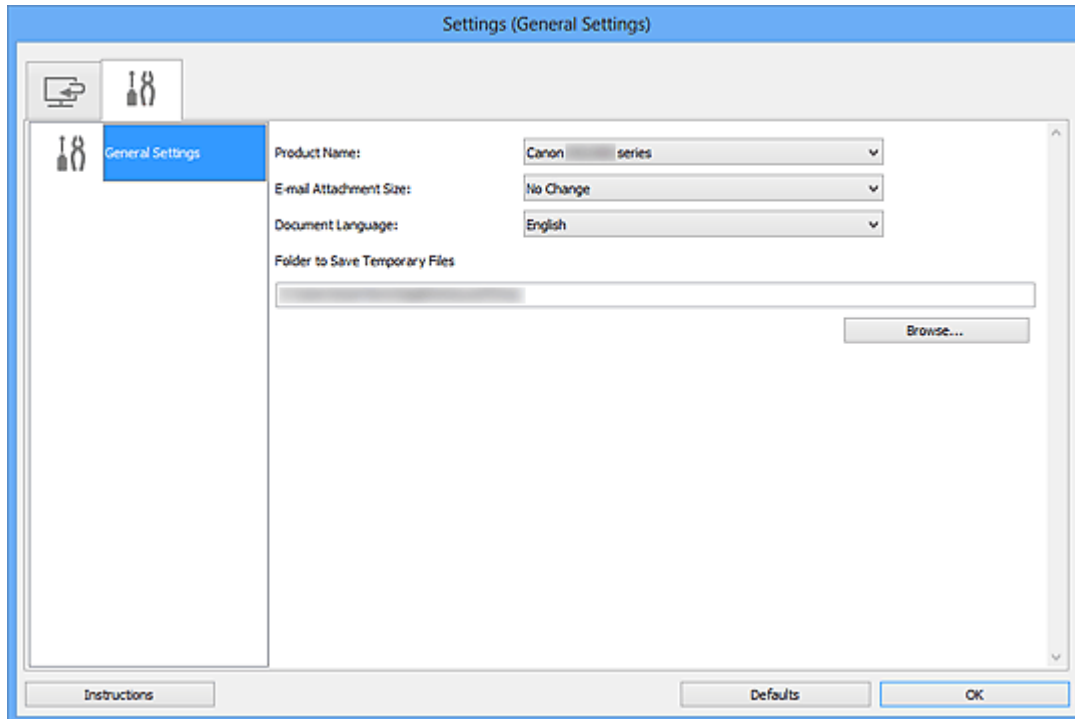 Settings (General Settings)
General Settings
Product Name:
Canon series
E-mail Attachment Size:
No Change
Document Language:
English
Folder to Save Temporary Files
Browse...
Instructions
Defaults
OK